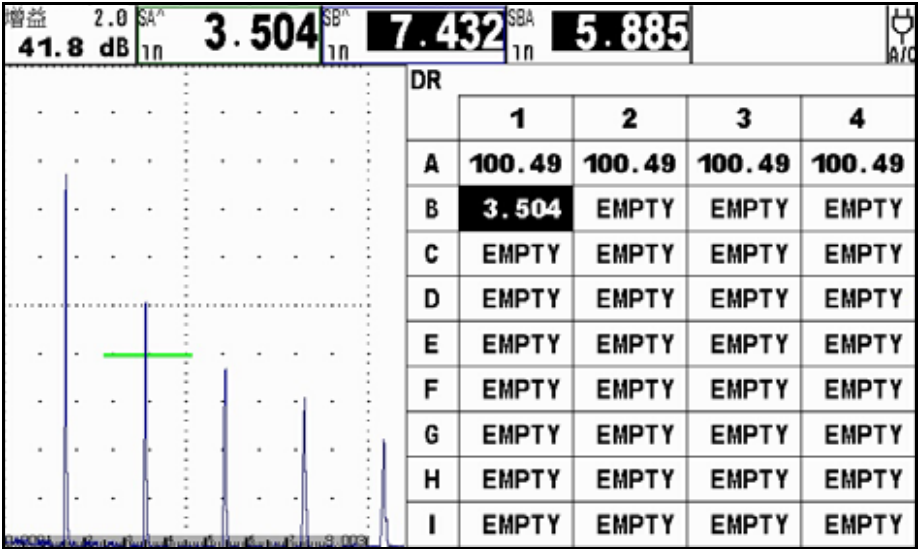 增益 2.0 SA^ 3.504 SB^ 7.432 SBA 5.885
41.8 dB in in in A/C
DR
1 2 3 4
A 100.49 100.49 100.49 100.49
B 3.504 EMPTY EMPTY EMPTY
C EMPTY EMPTY EMPTY EMPTY
D EMPTY EMPTY EMPTY EMPTY
E EMPTY EMPTY EMPTY EMPTY
F EMPTY EMPTY EMPTY EMPTY
G EMPTY EMPTY EMPTY EMPTY
H EMPTY EMPTY EMPTY EMPTY
I EMPTY EMPTY EMPTY EMPTY